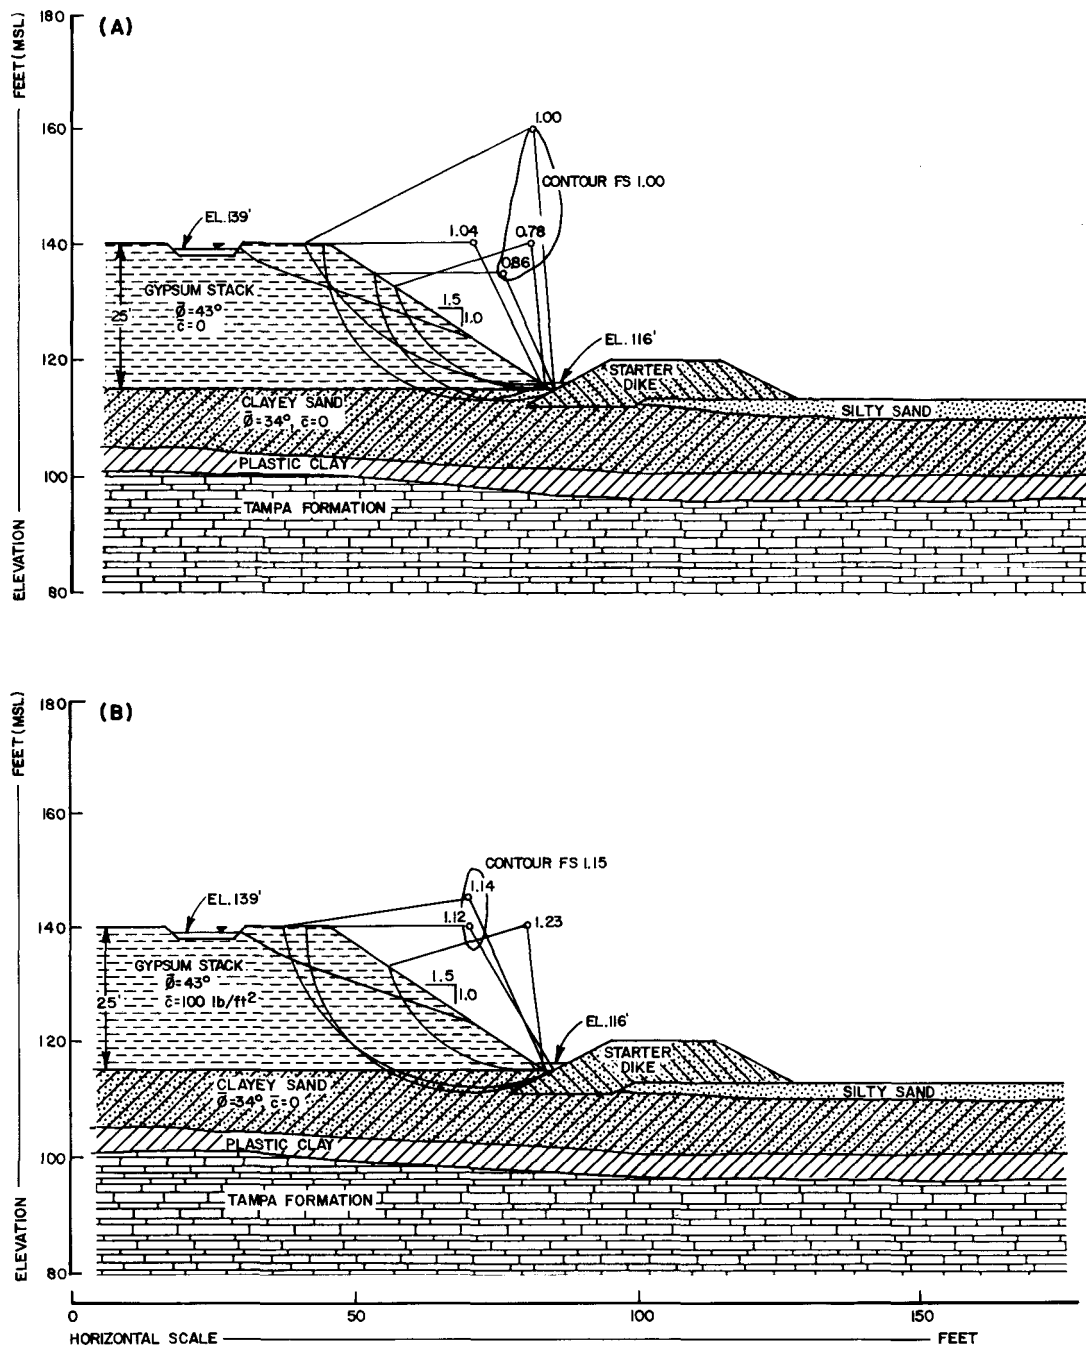 (A)
FEET (MSL)
ELEVATION
180
160
140
120
100
80
1.00
CONTOUR FS 1.00
EL.139'
1.04
0.78
0.86
GYPSUM STACK
ø̄=43°
c̄=0
25'
1.5
1.0
EL. 116'
STARTER
DIKE
CLAYEY SAND
ø̄=34°, c̄=0
SILTY SAND
PLASTIC CLAY
TAMPA FORMATION
(B)
FEET (MSL)
ELEVATION
180
160
140
120
100
80
CONTOUR FS 1.15
EL.139'
1.14
1.12
1.23
GYPSUM STACK
ø̄=43°
c̄=100 lb/ft²
25'
1.5
1.0
EL.116'
STARTER
DIKE
CLAYEY SAND
ø=34° c̄=0
SILTY SAND
PLASTIC CLAY
TAMPA FORMATION
0
50
100
150
HORIZONTAL SCALE
FEET